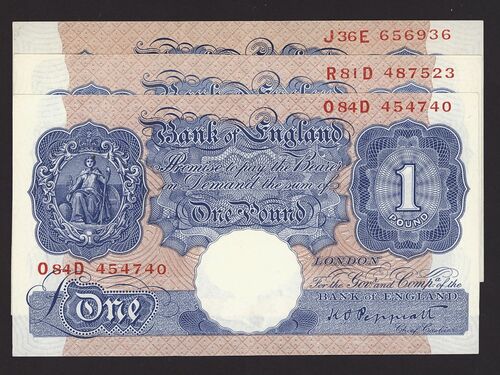 J36E 656936
R81D 487523
O84D 454740
Bank of England
Promise to pay the Bearer
on Demand the sum of
One Pound
1
POUND
O84D 454740
LONDON
For the Govr and Compa of the
BANK OF ENGLAND
K O Peppiatt
Chief Cashier
£ One